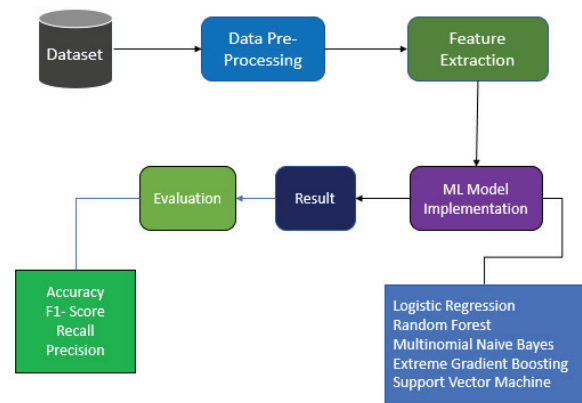 Dataset
Data Pre-
Processing
Feature
Extraction
Evaluation
Result
ML Model
Implementation
Accuracy
F1- Score
Recall
Precision
Logistic Regression
Random Forest
Multinomial Naive Bayes
Extreme Gradient Boosting
Support Vector Machine